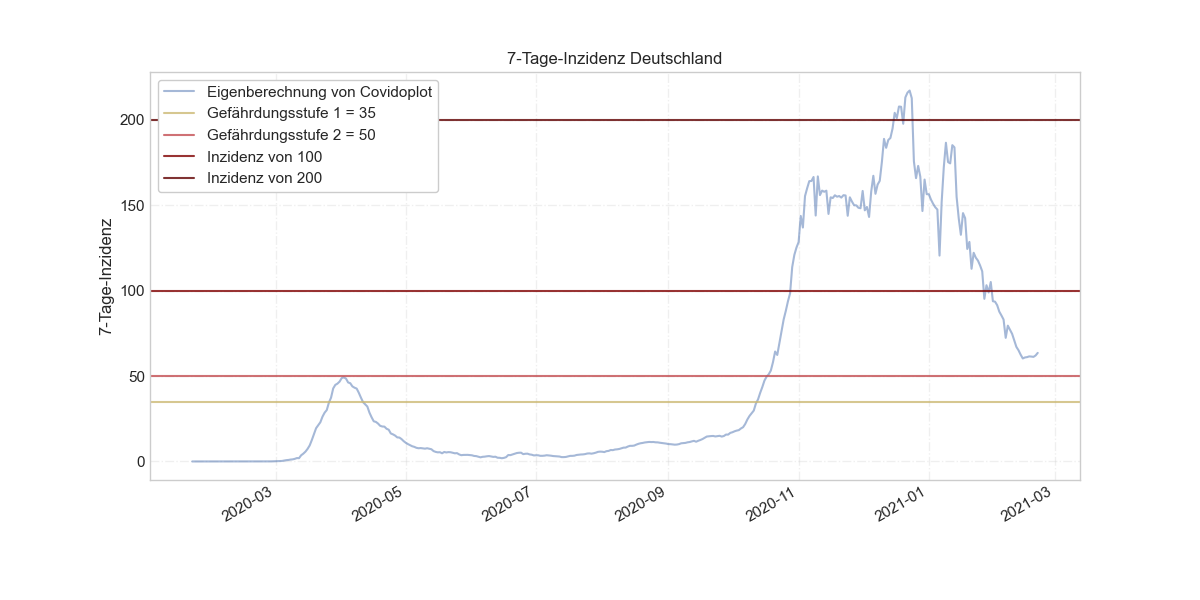 7-Tage-Inzidenz Deutschland
Eigenberechnung von Covidoplot
Gefährdungsstufe 1 = 35
Gefährdungsstufe 2 = 50
Inzidenz von 100
Inzidenz von 200
7-Tage-Inzidenz
200
150
100
50
0
2020-03
2020-05
2020-07
2020-09
2020-11
2021-01
2021-03